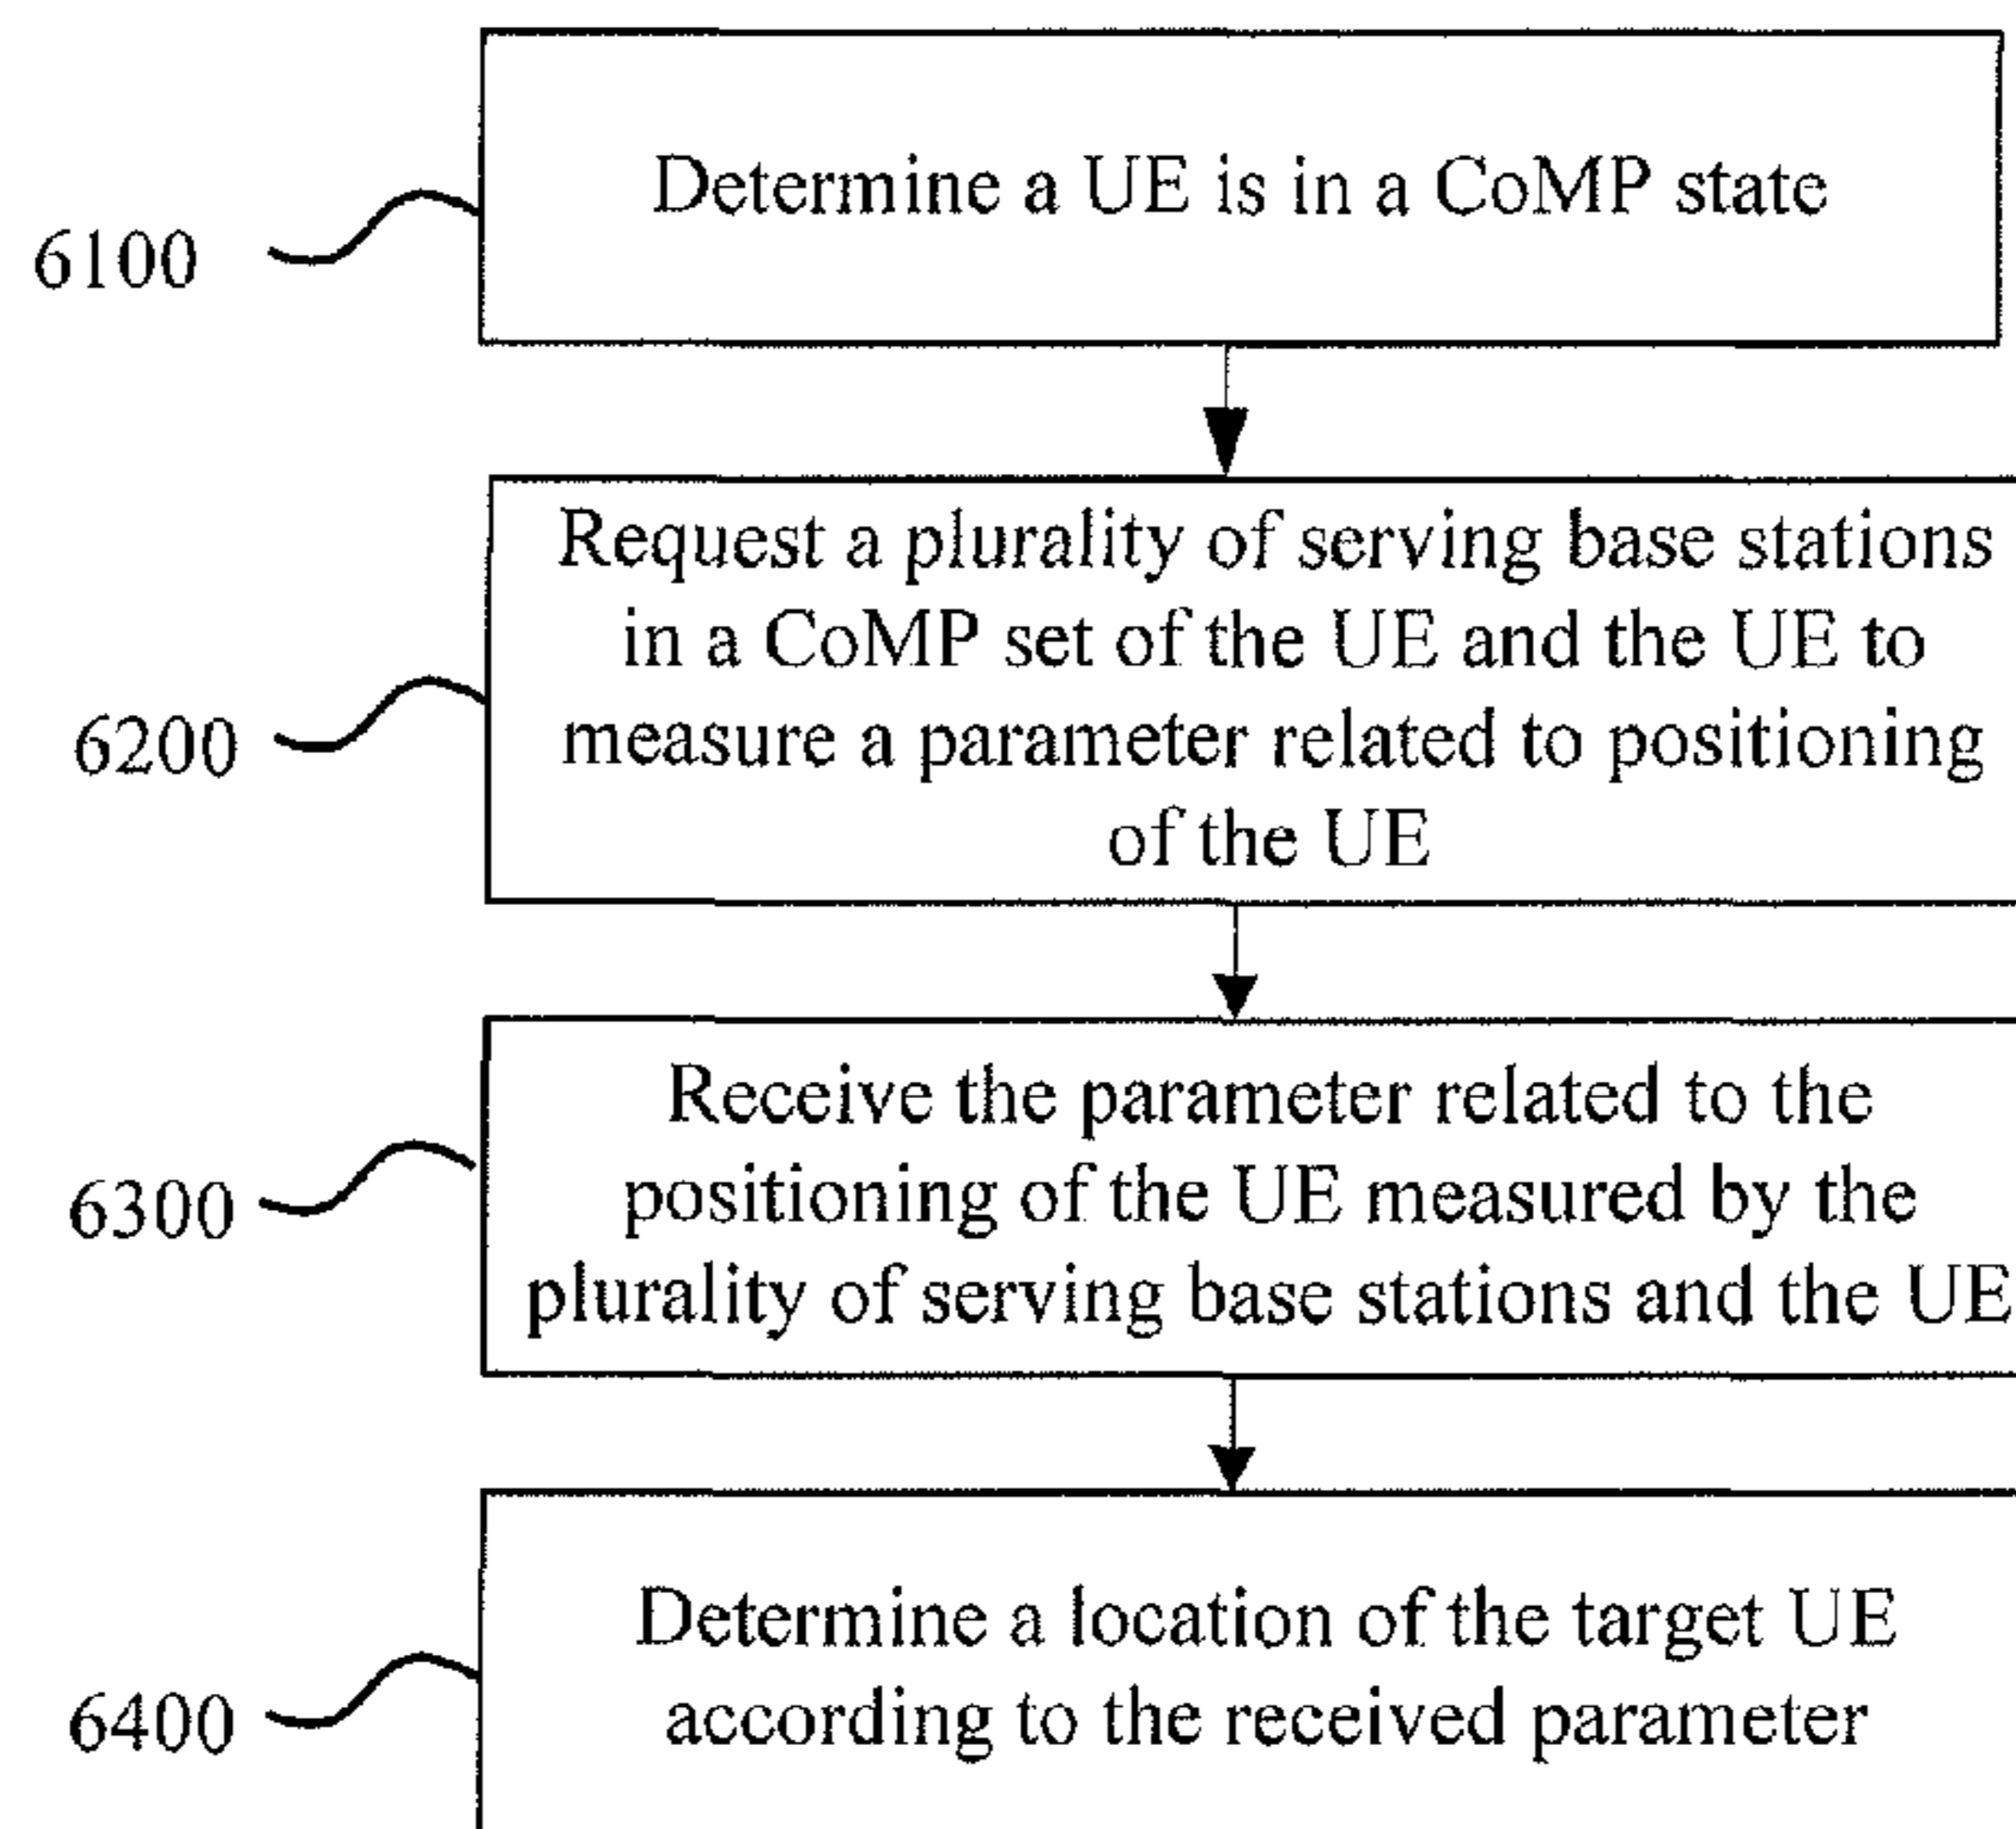 Determine a UE is in a CoMP state
6100
Request a plurality of serving base stations
in a CoMP set of the UE and the UE to
measure a parameter related to positioning
of the UE
6200
Receive the parameter related to the
positioning of the UE measured by the
plurality of serving base stations and the UE
6300
Determine a location of the target UE
according to the received parameter
6400